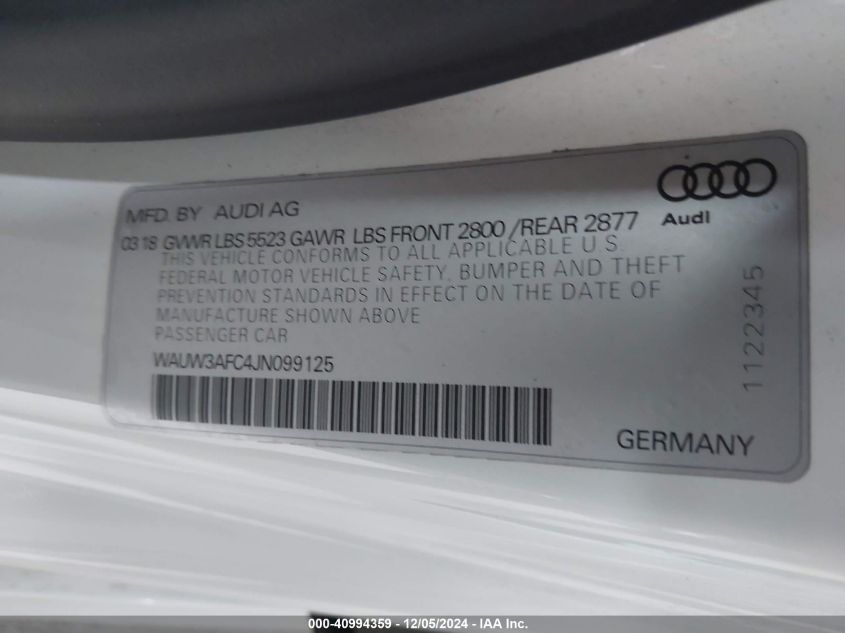 MFD. BY AUDI AG
Audi
03 18 GVWR LBS 5523 GAWR LBS FRONT 2800 /REAR 2877
THIS VEHICLE CONFORMS TO ALL APPLICABLE U.S.
FEDERAL MOTOR VEHICLE SAFETY, BUMPER AND THEFT
PREVENTION STANDARDS IN EFFECT ON THE DATE OF
MANUFACTURE SHOWN ABOVE
PASSENGER CAR
WAUW3AFC4JN099125
1122345
GERMANY
000-40994359 - 12/05/2024 - IAA Inc.